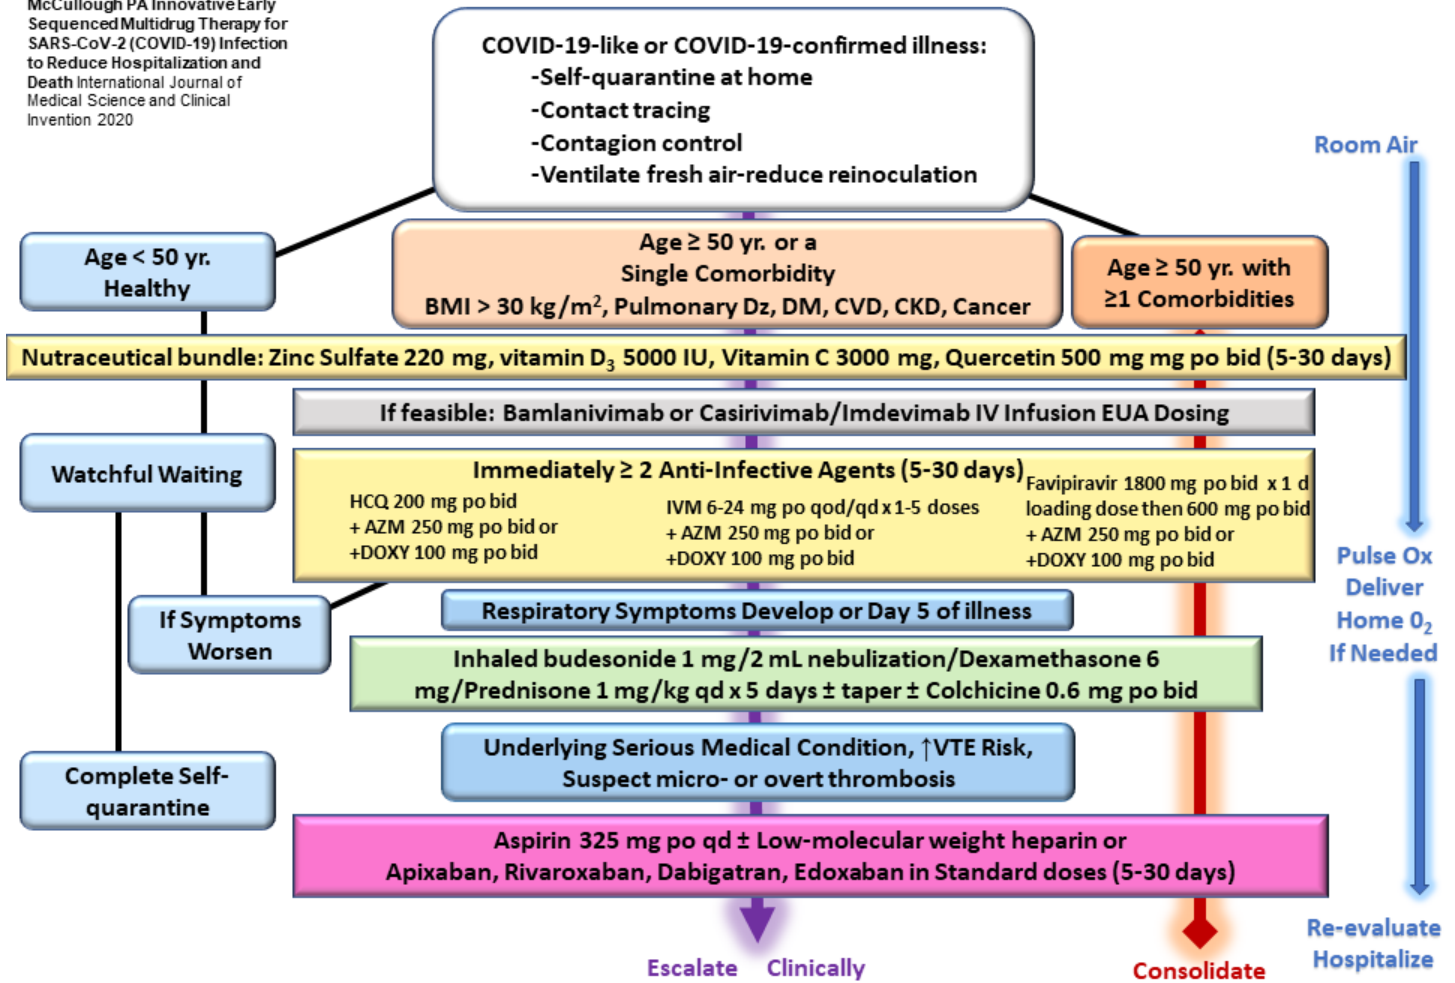 McCullough PA Innovative Early
Sequenced Multidrug Therapy for
SARS-CoV-2 (COVID-19) Infection
to Reduce Hospitalization and
Death International Journal of
Medical Science and Clinical
Invention 2020
COVID-19-like or COVID-19-confirmed illness:
-Self-quarantine at home
-Contact tracing
-Contagion control
-Ventilate fresh air-reduce reinoculation
Room Air
Age < 50 yr.
Healthy
Age ≥ 50 yr. or a
Single Comorbidity
BMI > 30 kg/m², Pulmonary Dz, DM, CVD, CKD, Cancer
Age ≥ 50 yr. with
≥1 Comorbidities
Nutraceutical bundle: Zinc Sulfate 220 mg, vitamin D₃ 5000 IU, Vitamin C 3000 mg, Quercetin 500 mg mg po bid (5-30 days)
If feasible: Bamlanivimab or Casirivimab/Imdevimab IV Infusion EUA Dosing
Watchful Waiting
Immediately ≥ 2 Anti-Infective Agents (5-30 days)
HCQ 200 mg po bid
+ AZM 250 mg po bid or
+DOXY 100 mg po bid
IVM 6-24 mg po qod/qd x 1-5 doses
+ AZM 250 mg po bid or
+DOXY 100 mg po bid
Favipiravir 1800 mg po bid x 1 d
loading dose then 600 mg po bid
+ AZM 250 mg po bid or
+DOXY 100 mg po bid
Pulse Ox
Deliver
Home 0₂
If Needed
If Symptoms
Worsen
Respiratory Symptoms Develop or Day 5 of illness
Inhaled budesonide 1 mg/2 mL nebulization/Dexamethasone 6
mg/Prednisone 1 mg/kg qd x 5 days ± taper ± Colchicine 0.6 mg po bid
Underlying Serious Medical Condition, ↑VTE Risk,
Suspect micro- or overt thrombosis
Complete Self-
quarantine
Aspirin 325 mg po qd ± Low-molecular weight heparin or
Apixaban, Rivaroxaban, Dabigatran, Edoxaban in Standard doses (5-30 days)
Escalate Clinically
Consolidate
Re-evaluate
Hospitalize